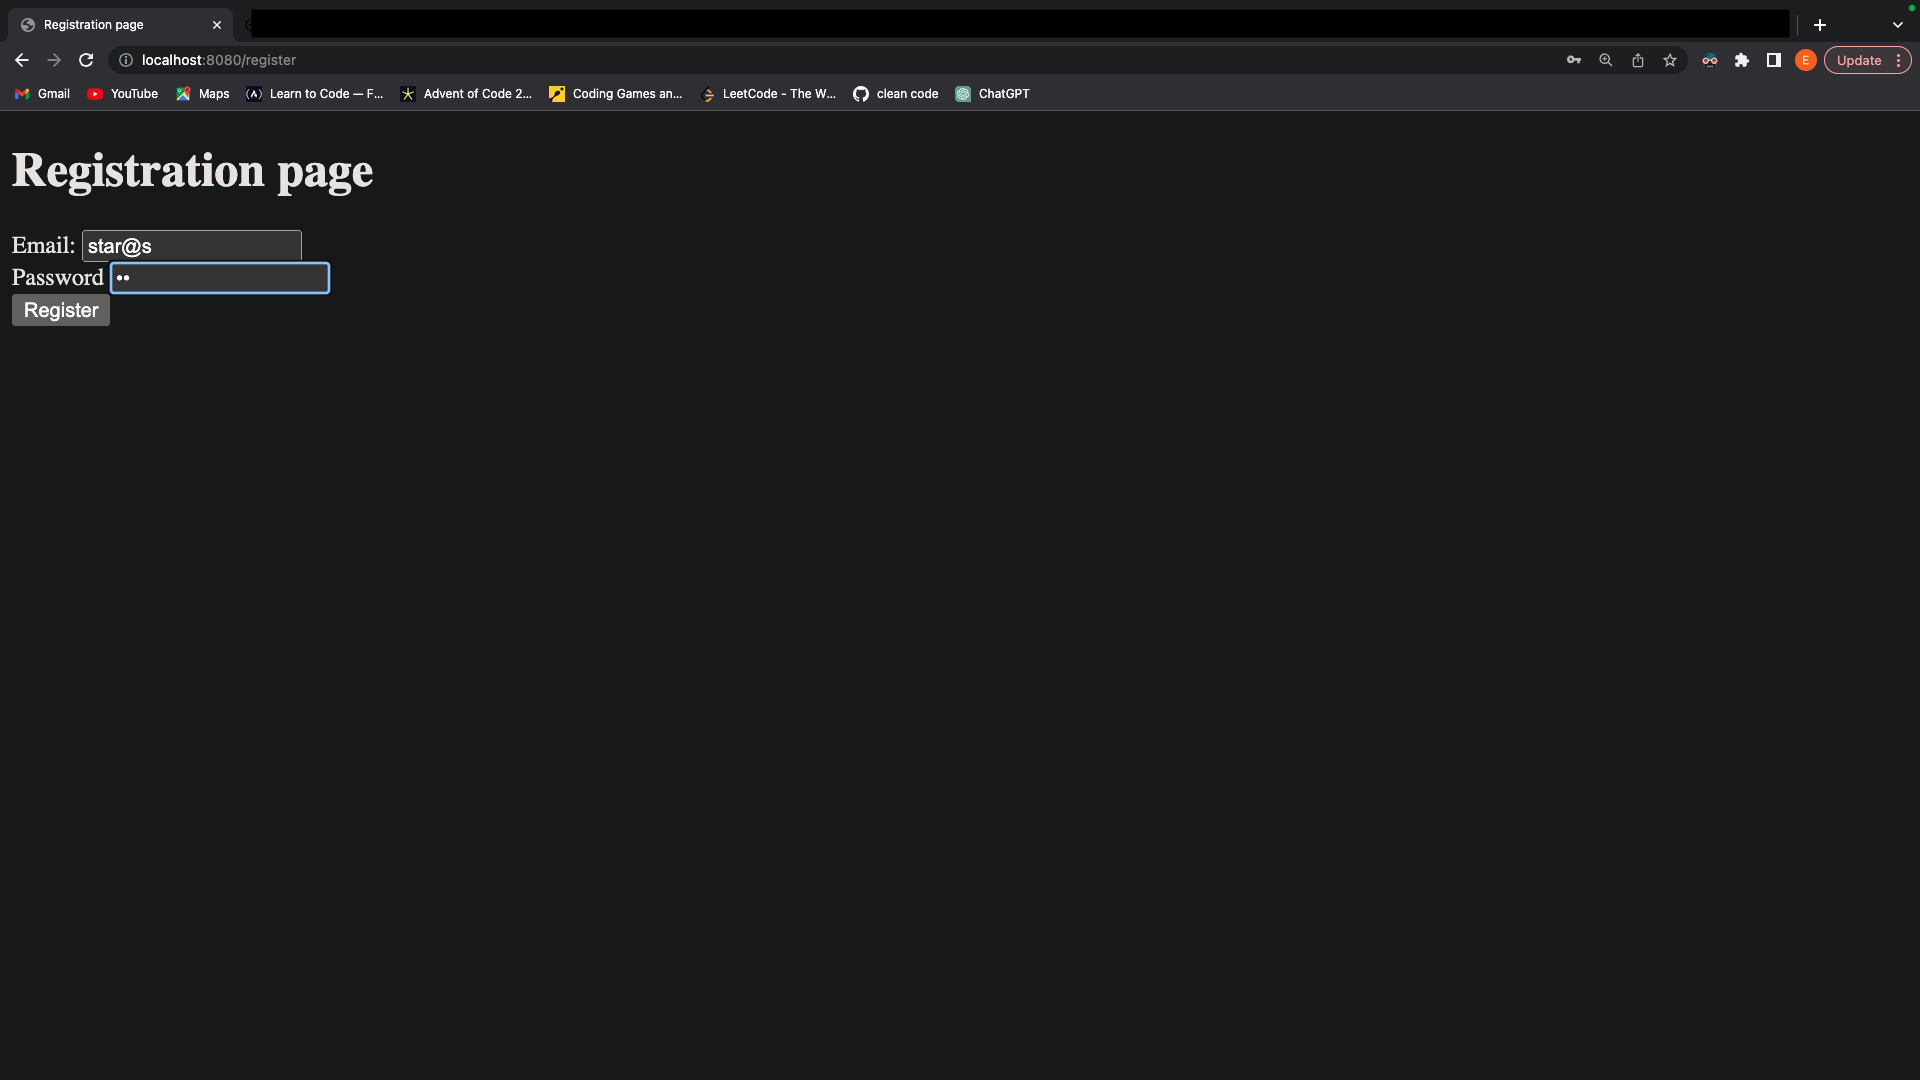 Registration page
localhost:8080/register
E
Update
Gmail
YouTube
Maps
Learn to Code — F...
Advent of Code 2...
Coding Games an...
LeetCode - The W...
clean code
ChatGPT
Registration page
Email: star@s
Password ••
Register